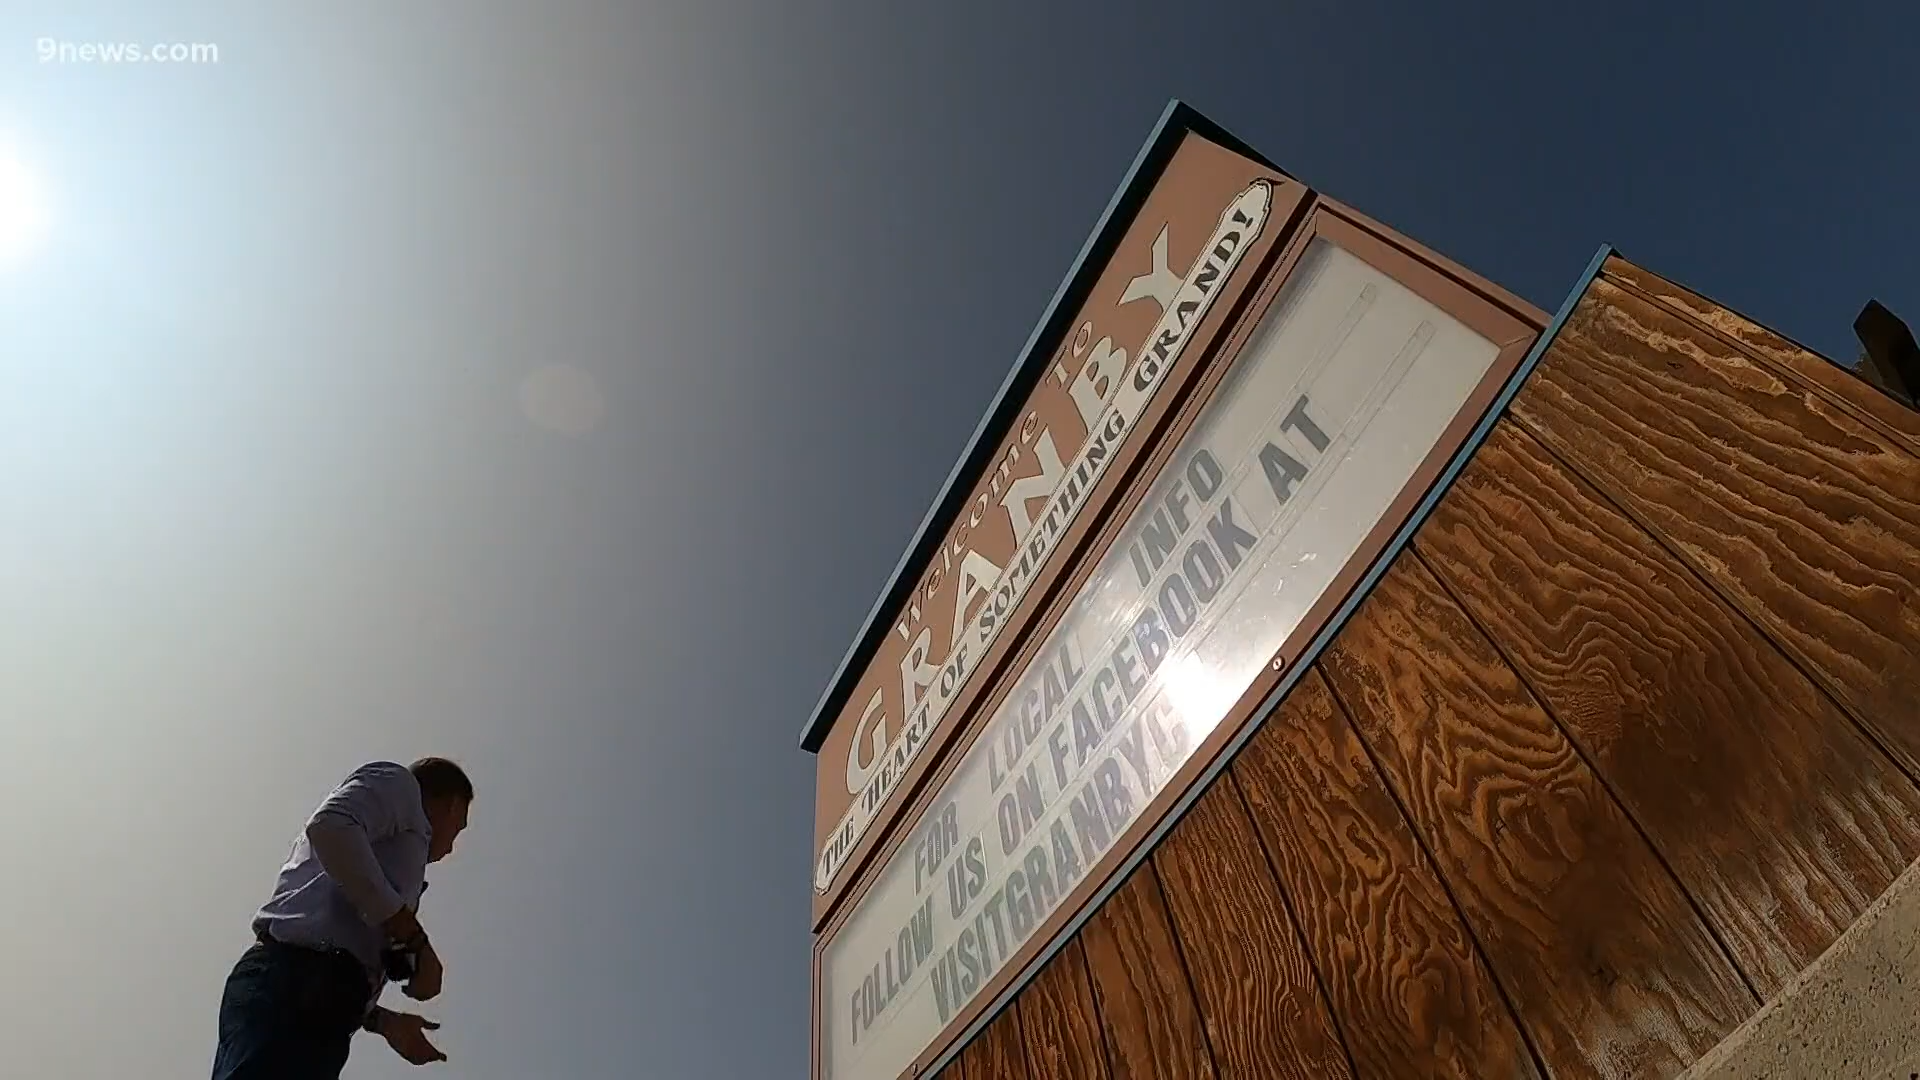 9news.com
Welcome TO
GRANBY
THE HEART OF SOMETHING GRAND!
FOR LOCAL INFO
FOLLOW US ON FACEBOOK AT
VISITGRANBYC